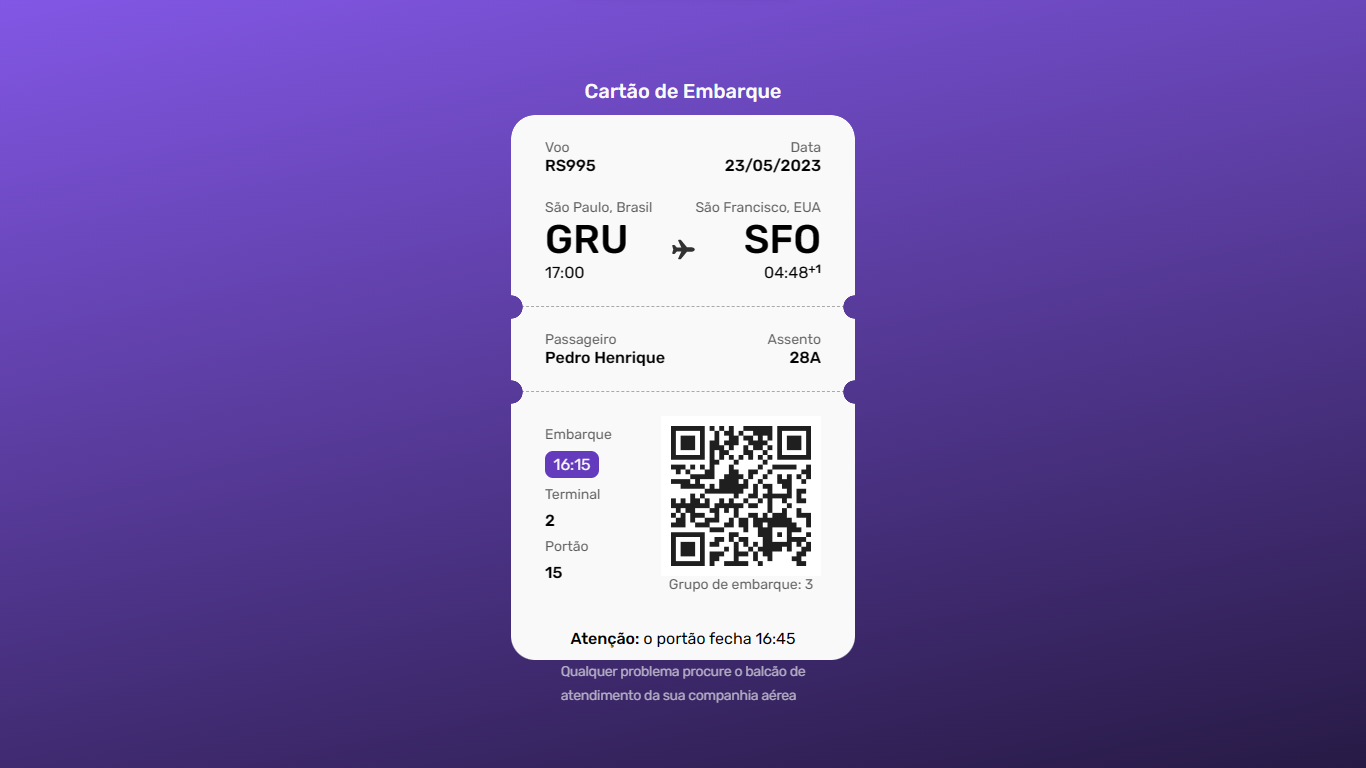 Cartão de Embarque
Voo Data
RS995 23/05/2023
São Paulo, Brasil São Francisco, EUA
GRU SFO
17:00 04:48+1
Passageiro Assento
Pedro Henrique 28A
Embarque
16:15
Terminal
2
Portão
15
Grupo de embarque: 3
Atenção: o portão fecha 16:45
Qualquer problema procure o balcão de
atendimento da sua companhia aérea